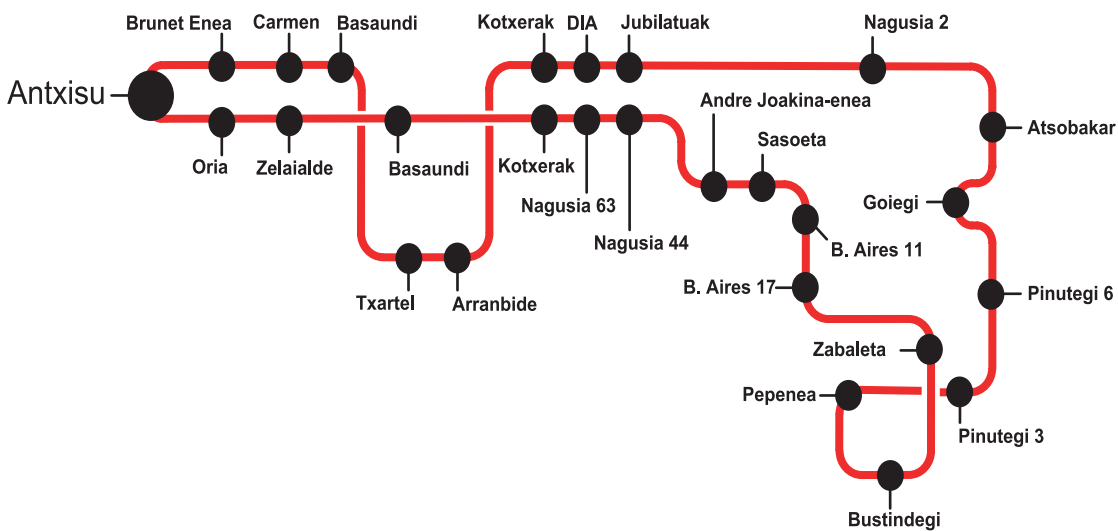 Brunet Enea
Carmen
Basaundi
Kotxerak
DIA
Jubilatuak
Nagusia 2
Antxisu
Andre Joakina-enea
Atsobakar
Sasoeta
Oria
Zelaialde
Basaundi
Kotxerak
Nagusia 63
Goiegi
Nagusia 44
B. Aires 11
B. Aires 17
Pinutegi 6
Txartel
Arranbide
Zabaleta
Pepenea
Pinutegi 3
Bustindegi